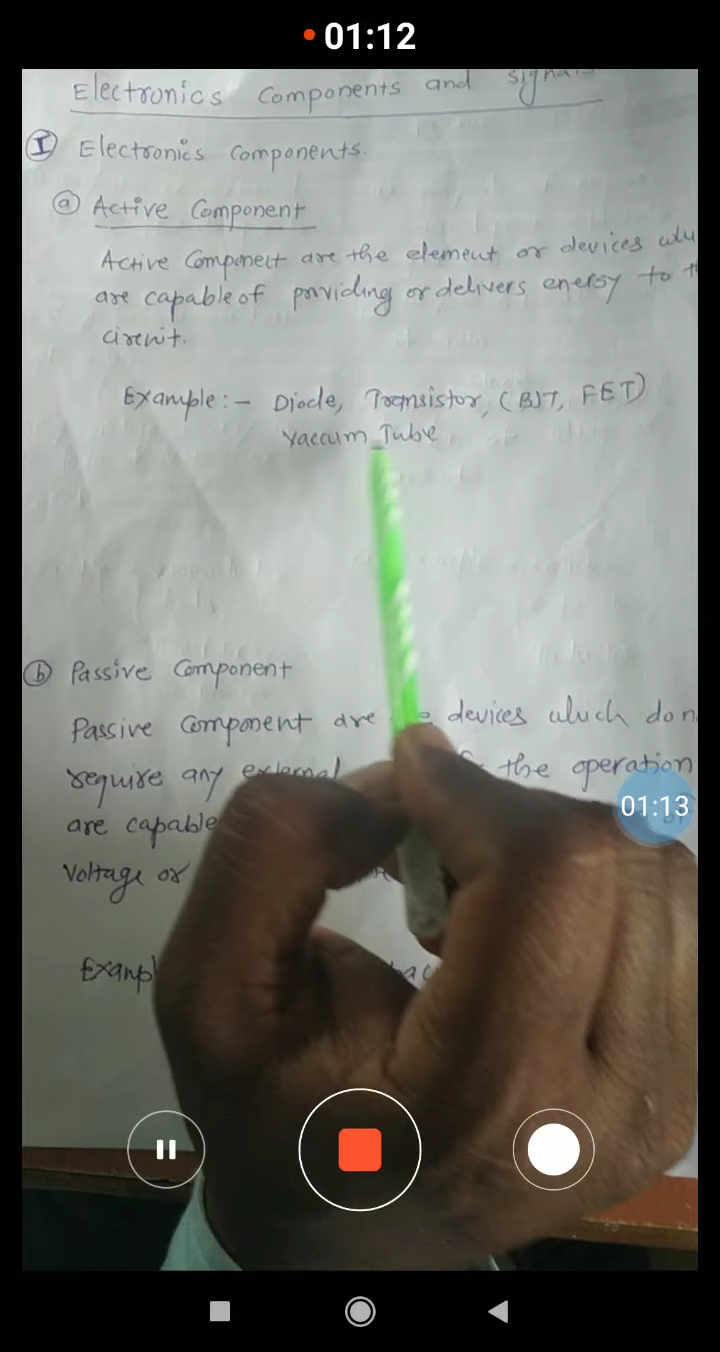 01:12
Electronics Components and
I Electronics Components
a Active Component
Active Componect are the element or devices
are capable of providing or delivers energy to
circuit.
Example:- Diode, Transistor, (BJT, FET)
Vaccum Tube
b Passive Component
Passive Component are devices which
require any external the operation
01:13
are capable
Voltage or